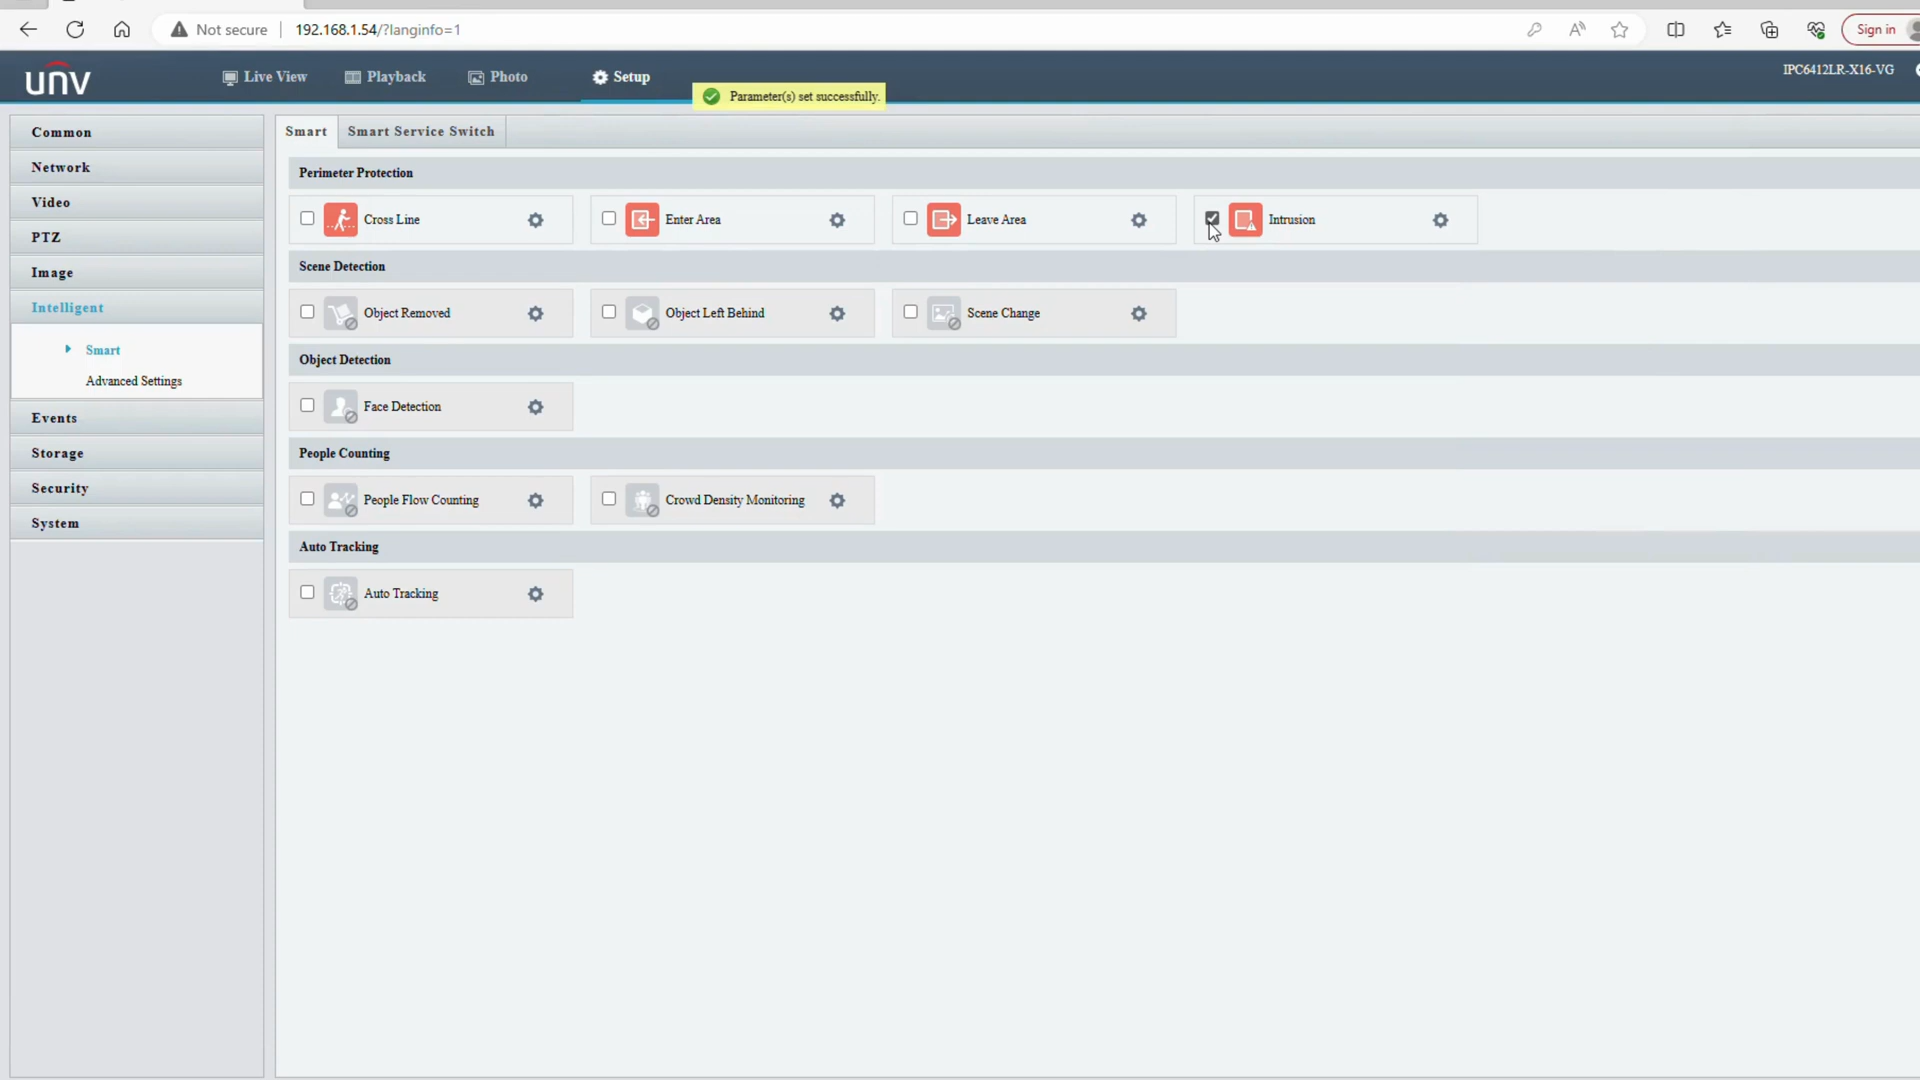 Not secure 192.168.1.54/?langinfo=1 Sign in
unv Live View Playback Photo Setup IPC6412LR-X16-VG
Parameter(s) set successfully.
Common
Network
Video
PTZ
Image
Intelligent
Smart
Advanced Settings
Events
Storage
Security
System
Smart Smart Service Switch
Perimeter Protection
Cross Line Enter Area Leave Area Intrusion
Scene Detection
Object Removed Object Left Behind Scene Change
Object Detection
Face Detection
People Counting
People Flow Counting Crowd Density Monitoring
Auto Tracking
Auto Tracking